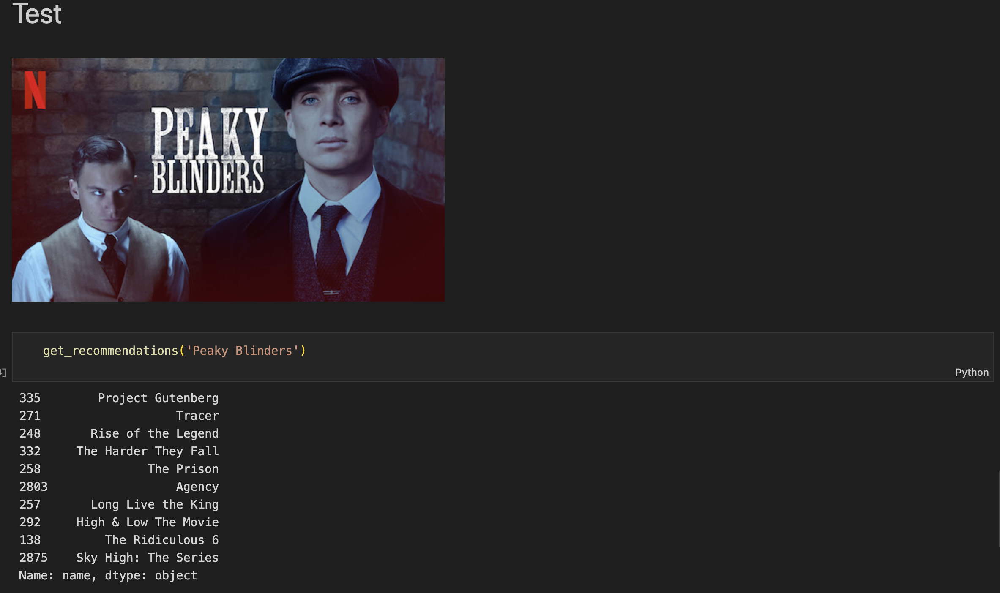 Test
N
PEAKY
BLINDERS
get_recommendations('Peaky Blinders')
4]
Python
335 Project Gutenberg
271 Tracer
248 Rise of the Legend
332 The Harder They Fall
258 The Prison
2803 Agency
257 Long Live the King
292 High & Low The Movie
138 The Ridiculous 6
2875 Sky High: The Series
Name: name, dtype: object